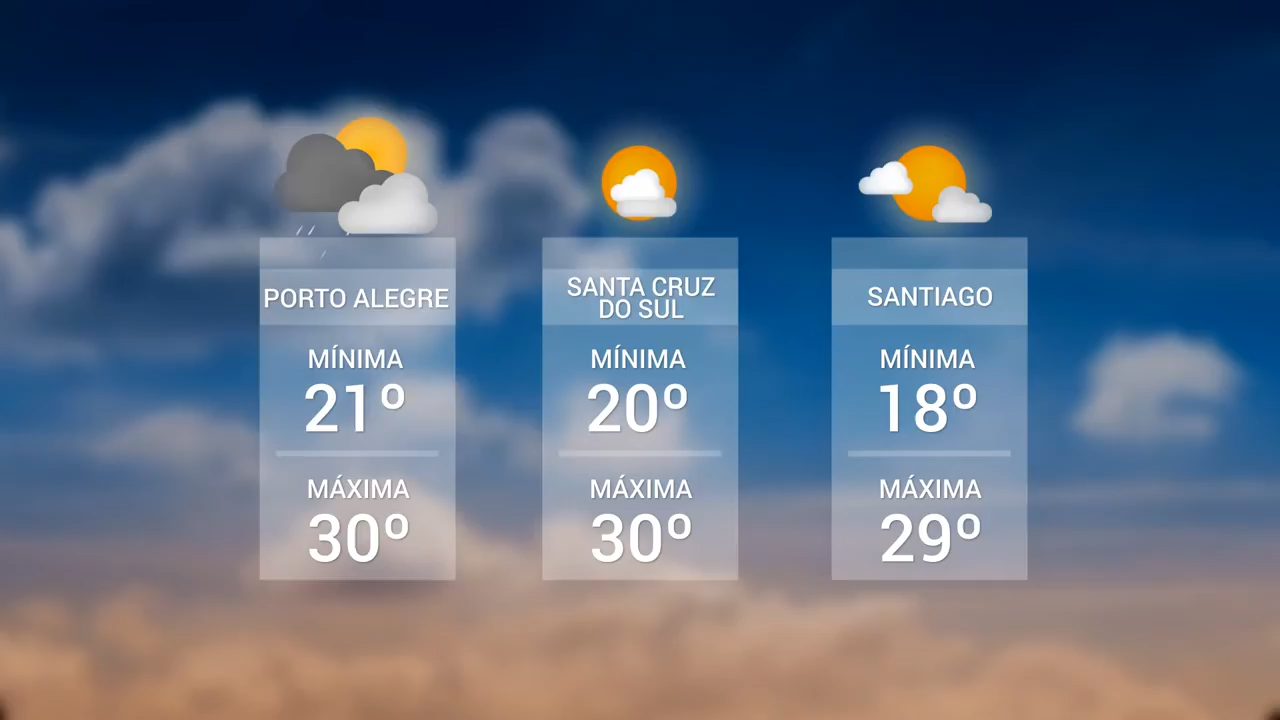 PORTO ALEGRE
MÍNIMA
21º
MÁXIMA
30º
SANTA CRUZ
DO SUL
MÍNIMA
20º
MÁXIMA
30º
SANTIAGO
MÍNIMA
18º
MÁXIMA
29º